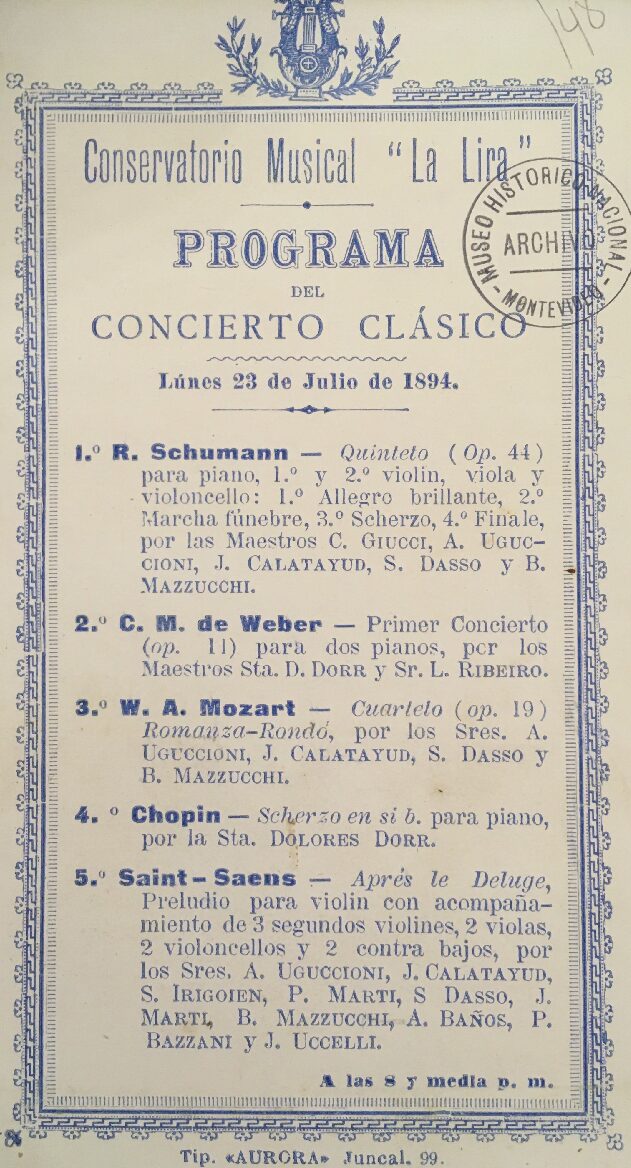 148
Conservatorio Musical "La Lira"
MUSEO HISTORICO NACIONAL
ARCHIVO
- MONTEVIDEO -
PROGRAMA
DEL
CONCIERTO CLÁSICO
Lúnes 23 de Julio de 1894.
1.º R. Schumann — Quinteto (Op. 44)
para piano, 1.º y 2.º violin, viola y
violoncello: 1.º Allegro brillante, 2.º
Marcha fúnebre, 3.º Scherzo, 4.º Finale,
por las Maestros C. GIUCCI, A. UGUC-
CIONI, J. CALATAYUD, S. DASSO y B.
MAZZUCCHI.
2.º C. M. de Weber — Primer Concierto
(op. 11) para dos pianos, por los
Maestros Sta. D. DORR y Sr. L. RIBEIRO.
3.º W. A. Mozart — Cuarteto (op. 19)
Romanza-Rondó, por los Sres. A.
UGUCCIONI, J. CALATAYUD, S. DASSO y
B. MAZZUCCHI.
4. º Chopin — Scherzo en si b. para piano,
por la Sta. DOLORES DORR.
5.º Saint-Saens — Aprés le Deluge,
Preludio para violin con acompaña-
miento de 3 segundos violines, 2 violas,
2 violoncellos y 2 contra bajos, por
los Sres. A. UGUCCIONI, J. CALATAYUD,
S. IRIGOIEN, P. MARTI, S DASSO, J.
MARTI, B. MAZZUCCHI, A. BAÑOS, P.
BAZZANI y J. UCCELLI.
A las 8 y media p. m.
Tip. «AURORA» Juncal. 99.